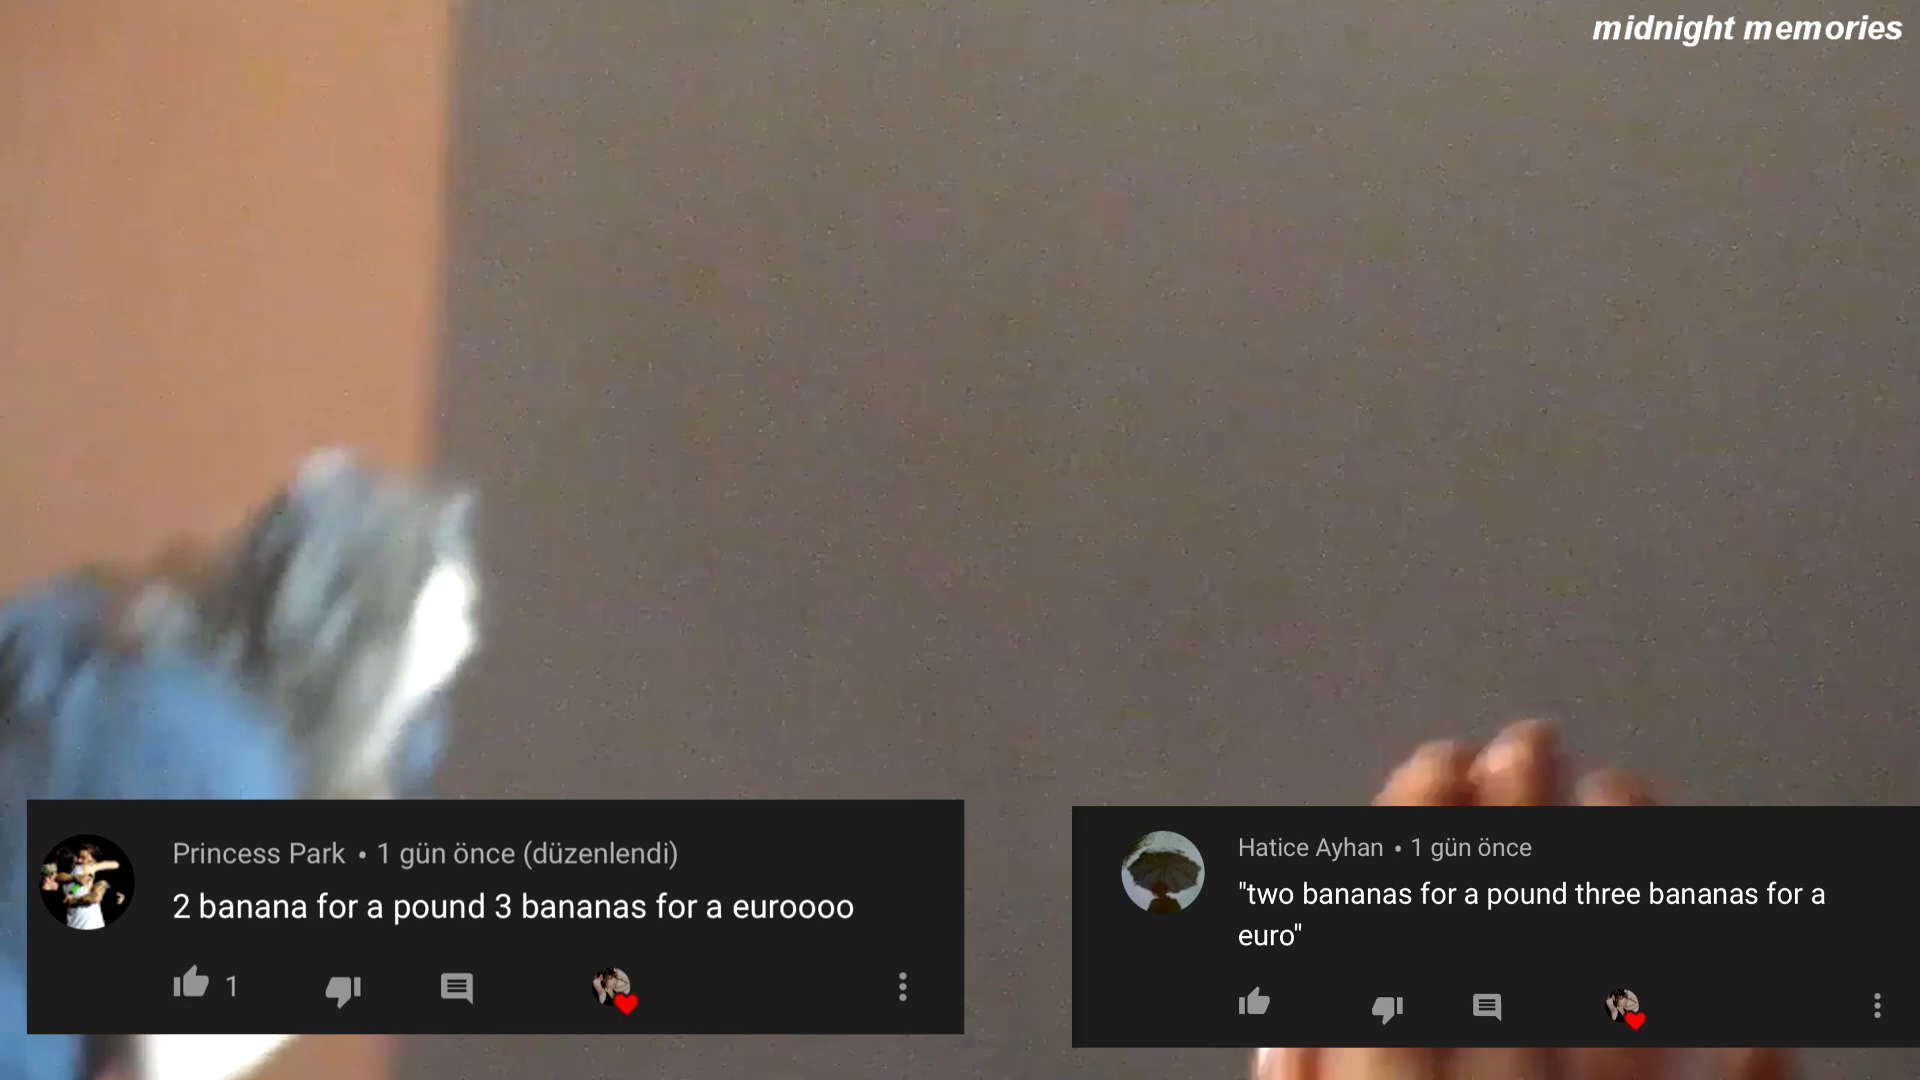 midnight memories
Princess Park • 1 gün önce (düzenlendi)
2 banana for a pound 3 bananas for a euroooo
1
Hatice Ayhan • 1 gün önce
"two bananas for a pound three bananas for a
euro"